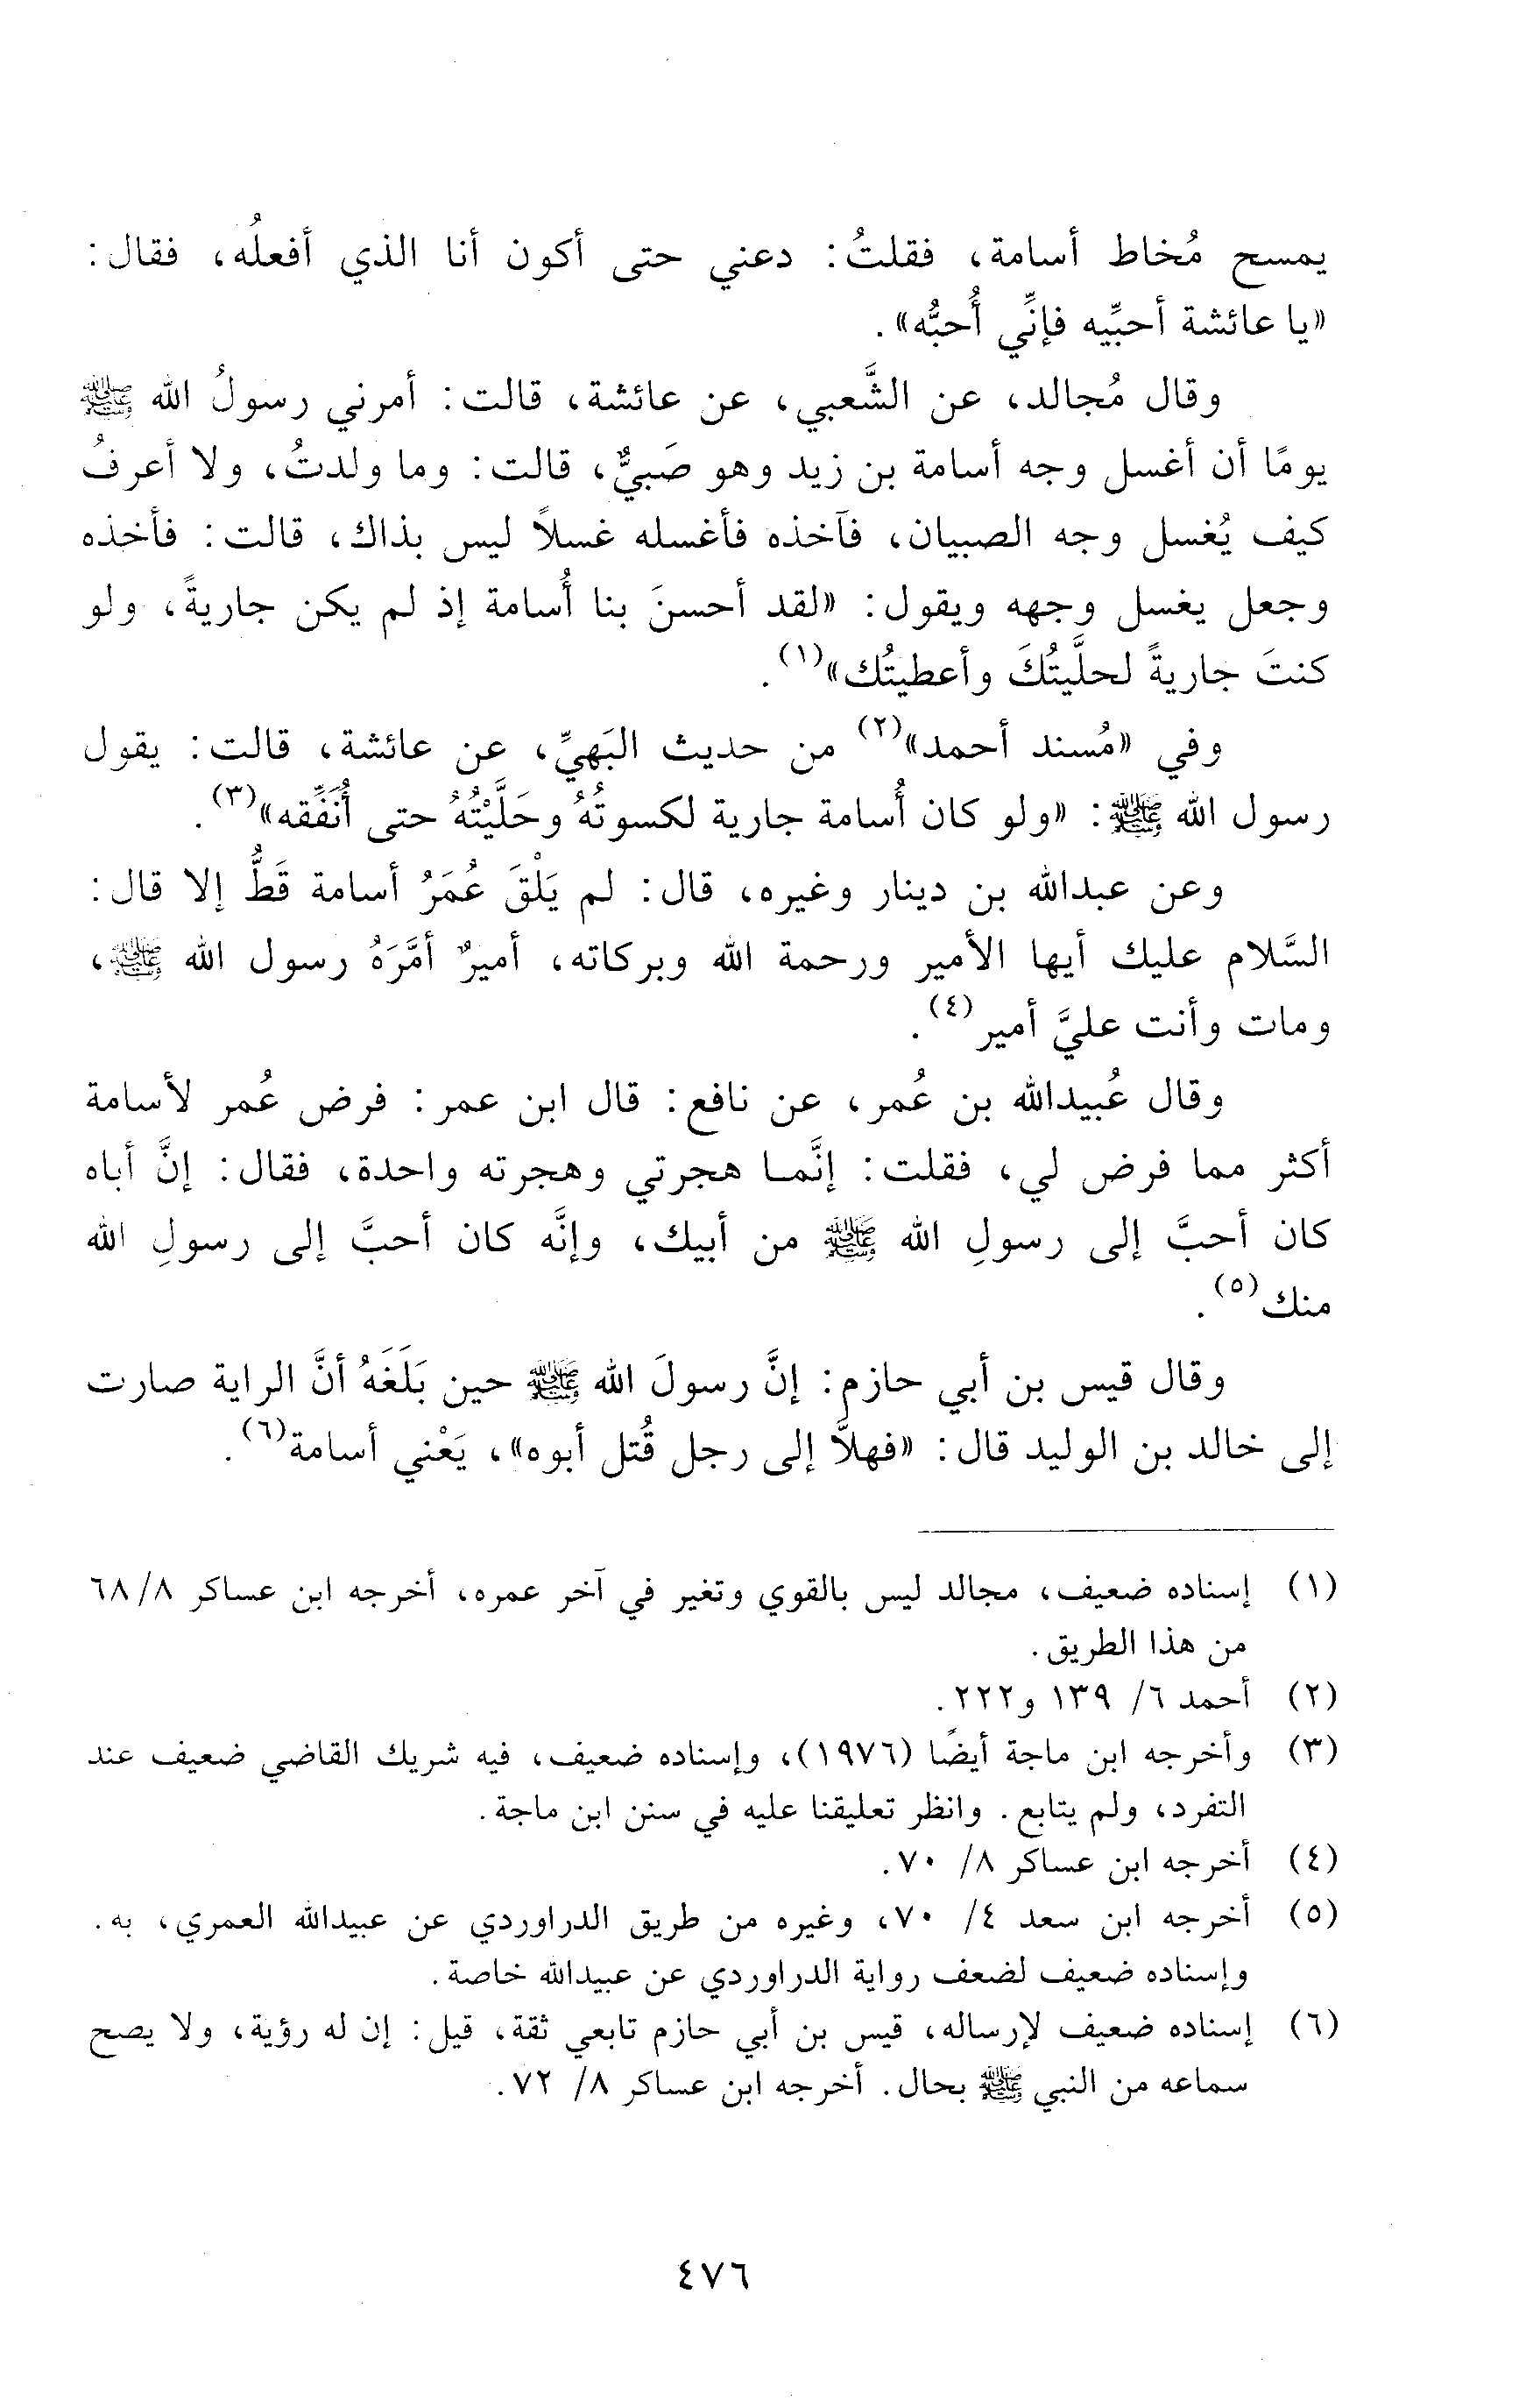 يمسح مُخاط أسامة، فقلتُ: دعني حتى أكون أنا الذي أفعلُه، فقال:
«يا عائشة أحبِّيه فإنِّي أُحبُّه».
وقال مُجالد، عن الشَّعبي، عن عائشة، قالت: أمرني رسولُ الله ﷺ
يومًا أن أغسل وجه أسامة بن زيد وهو صَبيٌّ، قالت: وما ولدتُ، ولا أعرفُ
كيف يُغسل وجه الصبيان، فآخذه فأغسله غسلاً ليس بذاك، قالت: فأخذه
وجعل يغسل وجهه ويقول: «لقد أحسنَ بنا أُسامة إذ لم يكن جاريةً، ولو
كنتَ جاريةً لحلَّيتُكَ وأعطيتُك»(١).
وفي «مُسند أحمد»(٢) من حديث البَهيِّ، عن عائشة، قالت: يقول
رسول الله ﷺ: «ولو كان أُسامة جارية لكسوتُهُ وحَلَّيْتُهُ حتى أُنَفِّقه»(٣).
وعن عبدالله بن دينار وغيره، قال: لم يَلْقَ عُمَرُ أسامة قَطُّ إلا قال:
السَّلام عليك أيها الأمير ورحمة الله وبركاته، أميرٌ أمَّرَهُ رسول الله ﷺ،
ومات وأنت عليَّ أمير(٤).
وقال عُبيدالله بن عُمر، عن نافع: قال ابن عمر: فرض عُمر لأسامة
أكثر مما فرض لي، فقلت: إنَّما هجرتي وهجرته واحدة، فقال: إنَّ أباه
كان أحبَّ إلى رسولِ الله ﷺ من أبيك، وإنَّه كان أحبَّ إلى رسولِ الله
منك(٥).
وقال قيس بن أبي حازم: إنَّ رسولَ الله ﷺ حين بَلَغَهُ أنَّ الراية صارت
إلى خالد بن الوليد قال: «فهلاَّ إلى رجل قُتل أبوه»، يَعْني أسامة(٦).
(١) إسناده ضعيف، مجالد ليس بالقوي وتغير في آخر عمره، أخرجه ابن عساكر ٨/ ٦٨
من هذا الطريق.
(٢) أحمد ٦/ ١٣٩ و٢٢٢.
(٣) وأخرجه ابن ماجة أيضًا (١٩٧٦)، وإسناده ضعيف، فيه شريك القاضي ضعيف عند
التفرد، ولم يتابع. وانظر تعليقنا عليه في سنن ابن ماجة.
(٤) أخرجه ابن عساكر ٨/ ٧٠.
(٥) أخرجه ابن سعد ٤/ ٧٠، وغيره من طريق الدراوردي عن عبيدالله العمري، به.
وإسناده ضعيف لضعف رواية الدراوردي عن عبيدالله خاصة.
(٦) إسناده ضعيف لإرساله، قيس بن أبي حازم تابعي ثقة، قيل: إن له رؤية، ولا يصح
سماعه من النبي ﷺ بحال. أخرجه ابن عساكر ٨/ ٧٢.
٤٧٦